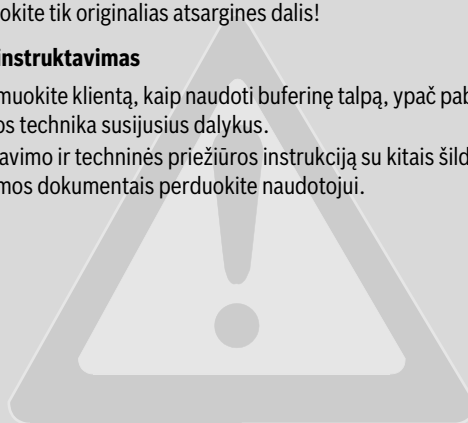 okite tik originalias atsargines dalis!
instruktavimas
muokite klientą, kaip naudoti buferinę talpą, ypač pab
os technika susijusius dalykus.
avimo ir techninės priežiūros instrukciją su kitais šild
mos dokumentais perduokite naudotojui.